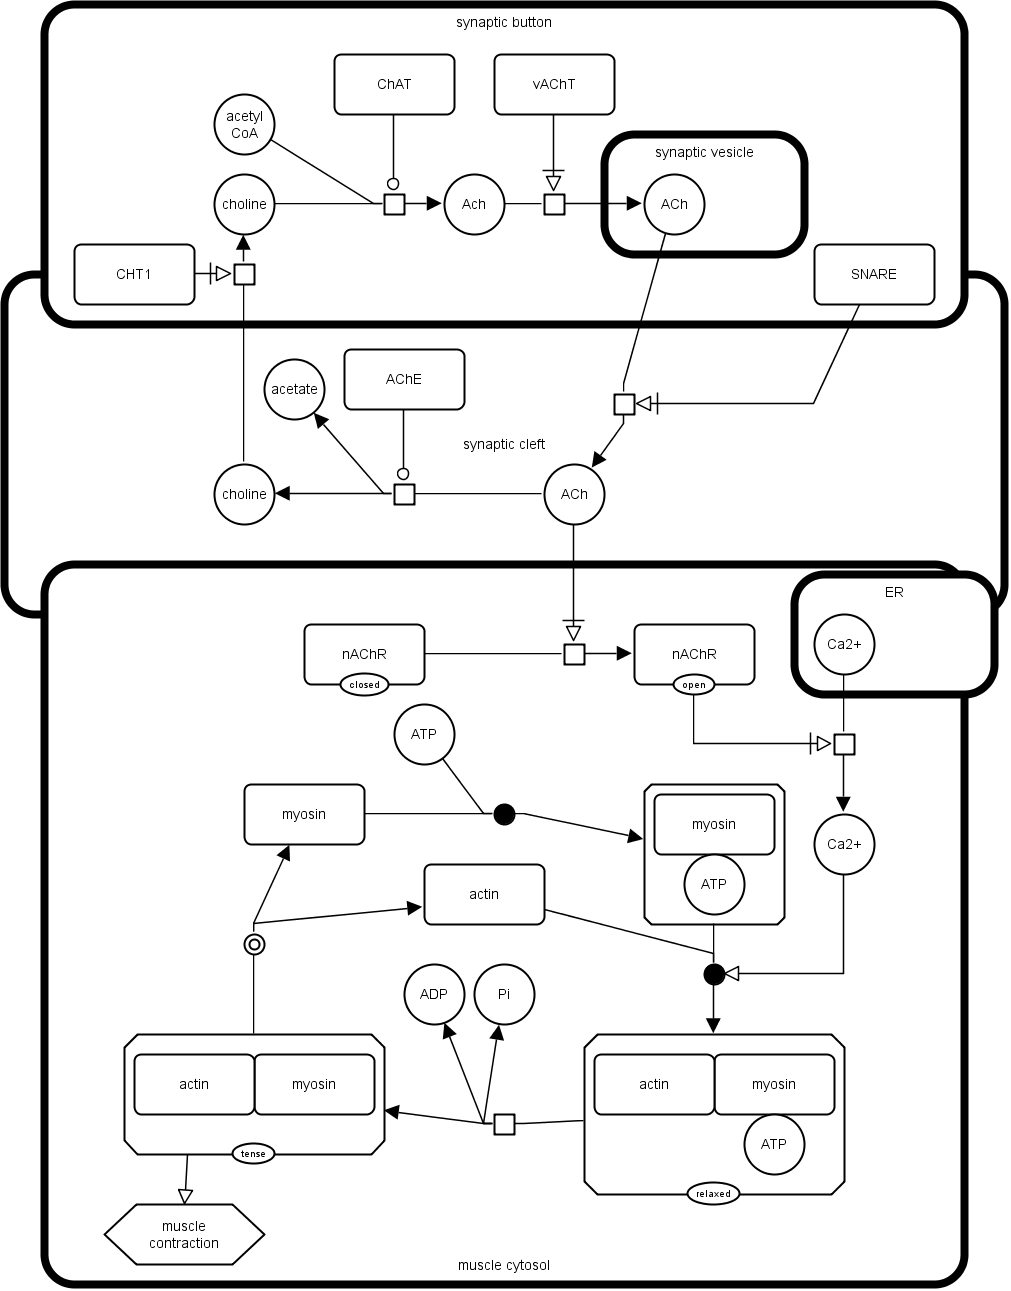 synaptic button
ChAT
vAChT
acetyl
CoA
synaptic vesicle
choline
Ach
ACh
CHT1
SNARE
acetate
AChE
synaptic cleft
choline
ACh
ER
nAChR
closed
nAChR
open
Ca2+
ATP
myosin
myosin
ATP
Ca2+
actin
ADP
Pi
actin
myosin
tense
actin
myosin
ATP
relaxed
muscle
contraction
muscle cytosol